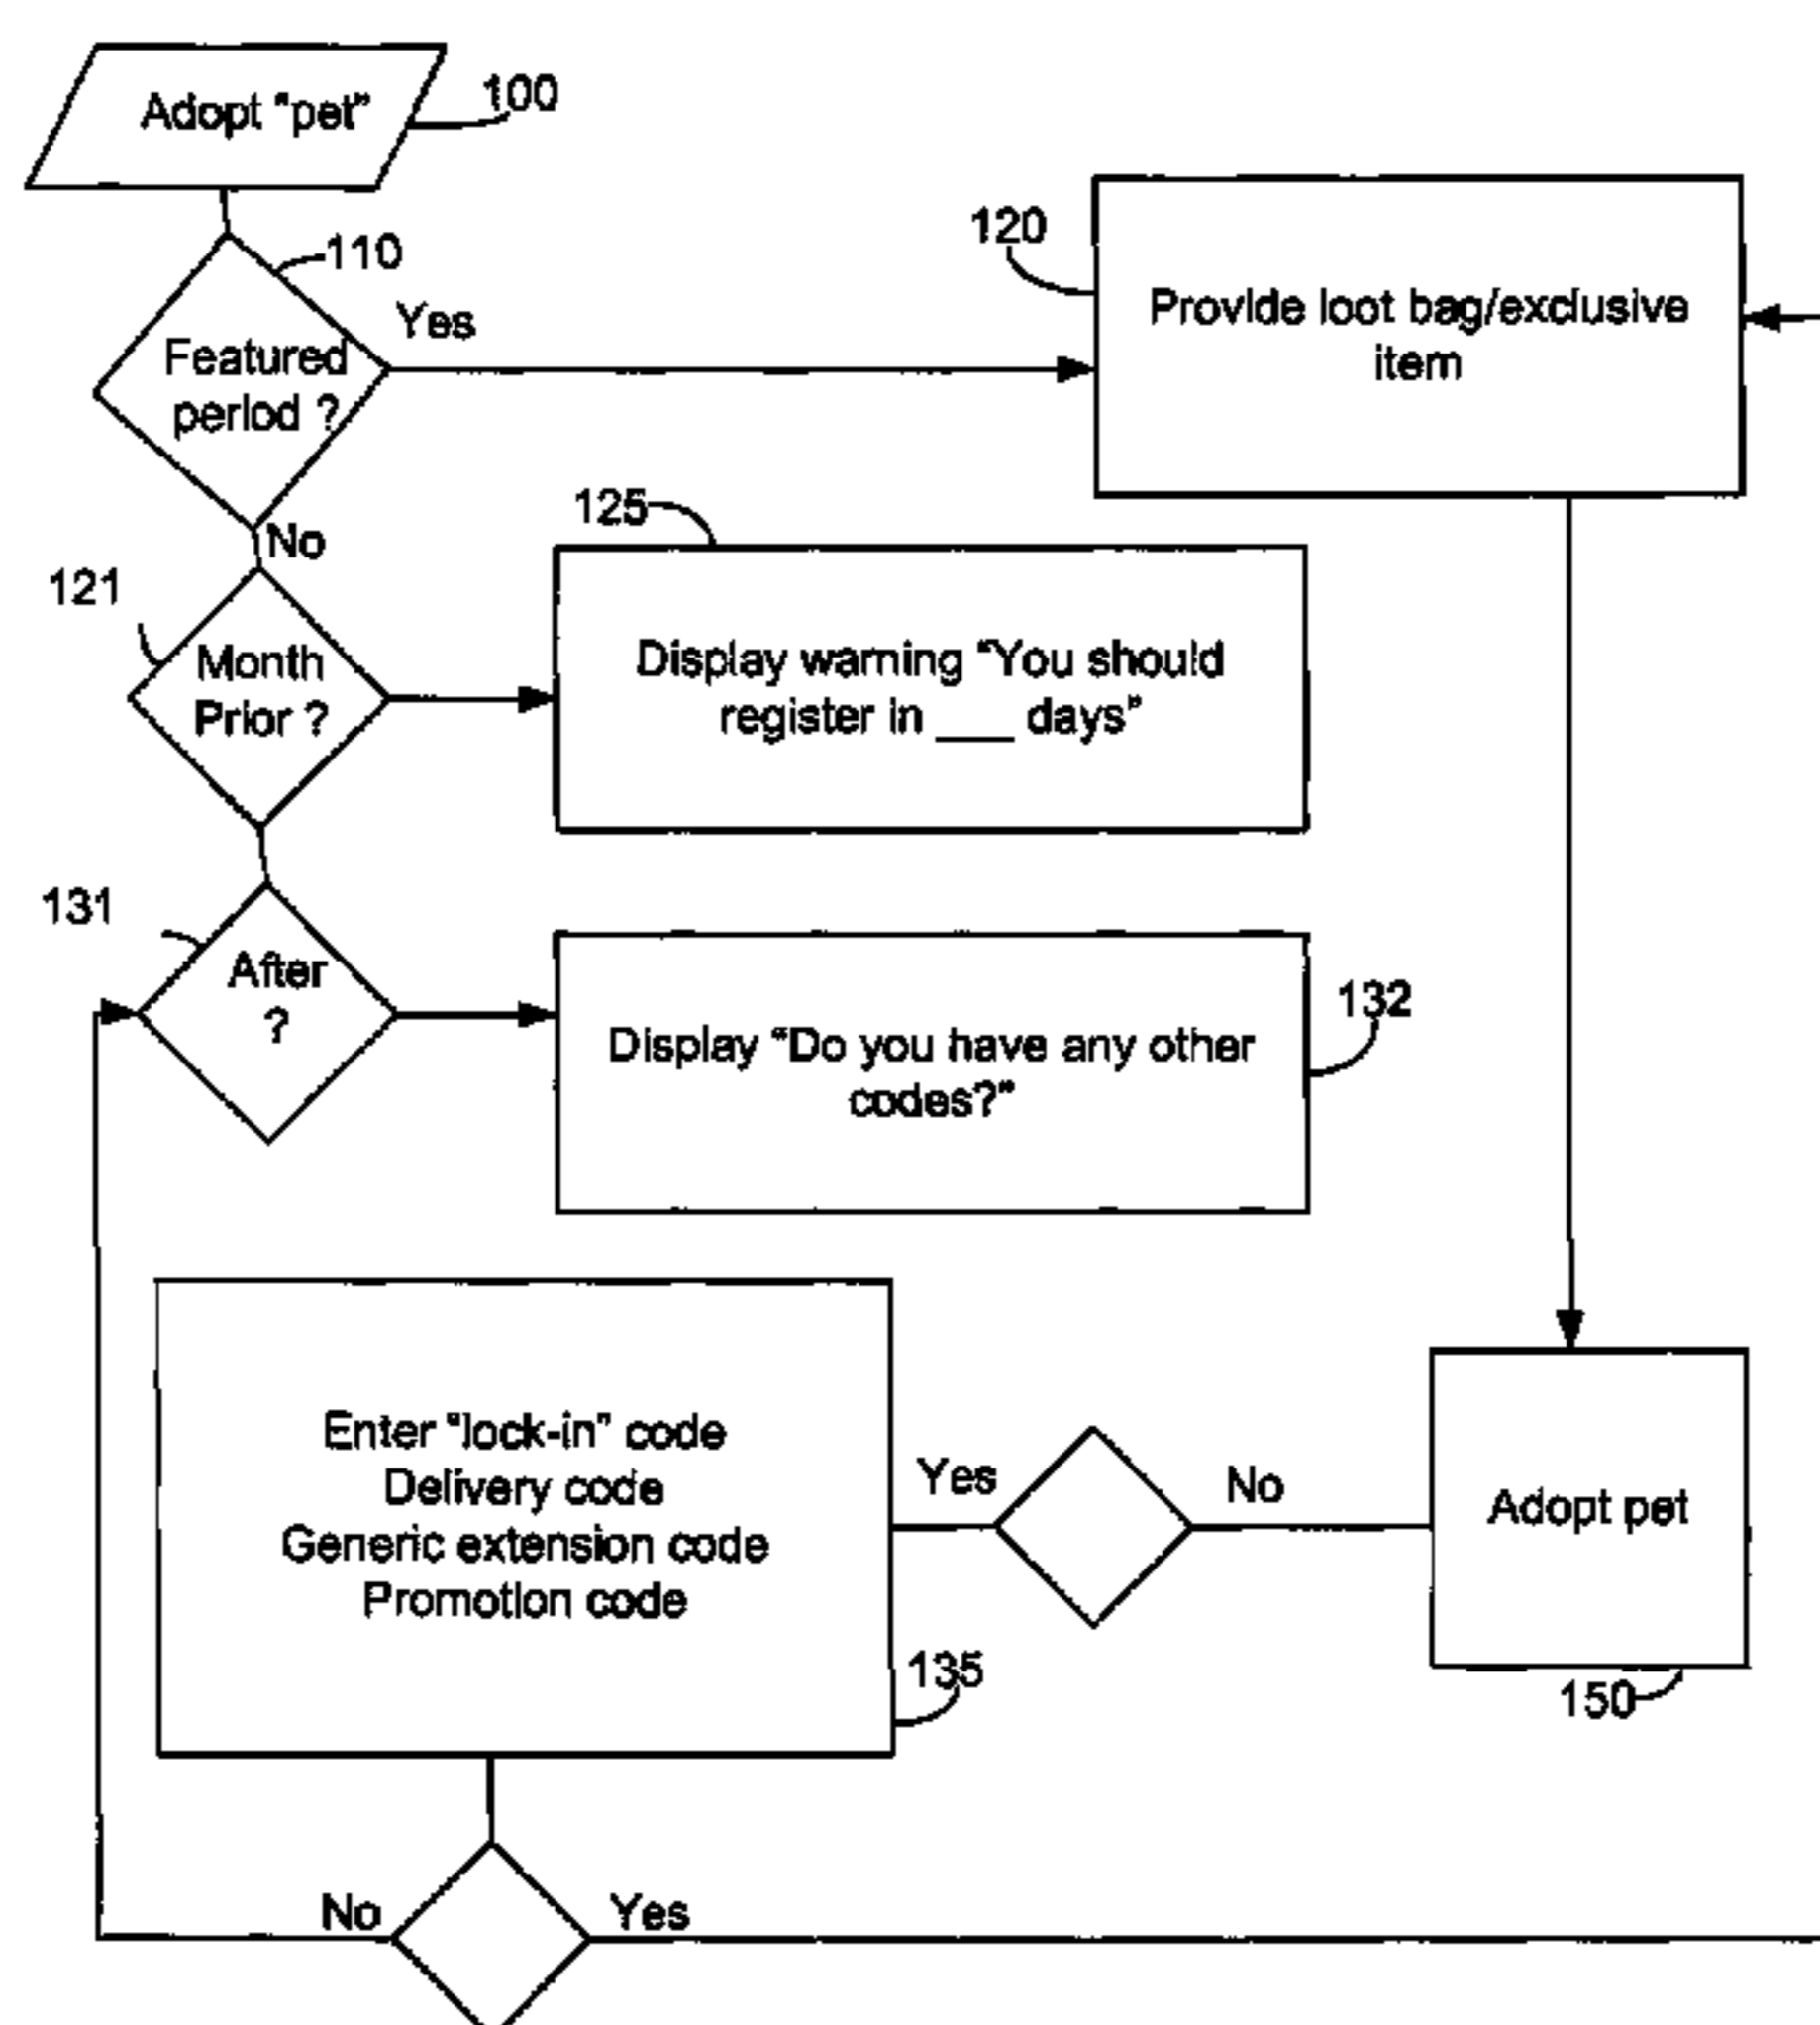 Adopt "pet"
100
110
Yes
Featured
period ?
No
120
Provide loot bag/exclusive
item
121
Month
Prior ?
125
Display warning "You should
register in ___ days"
131
After
?
Display "Do you have any other
codes?"
132
Enter "lock-in" code
Delivery code
Generic extension code
Promotion code
135
Yes
No
Adopt pet
150
No
Yes